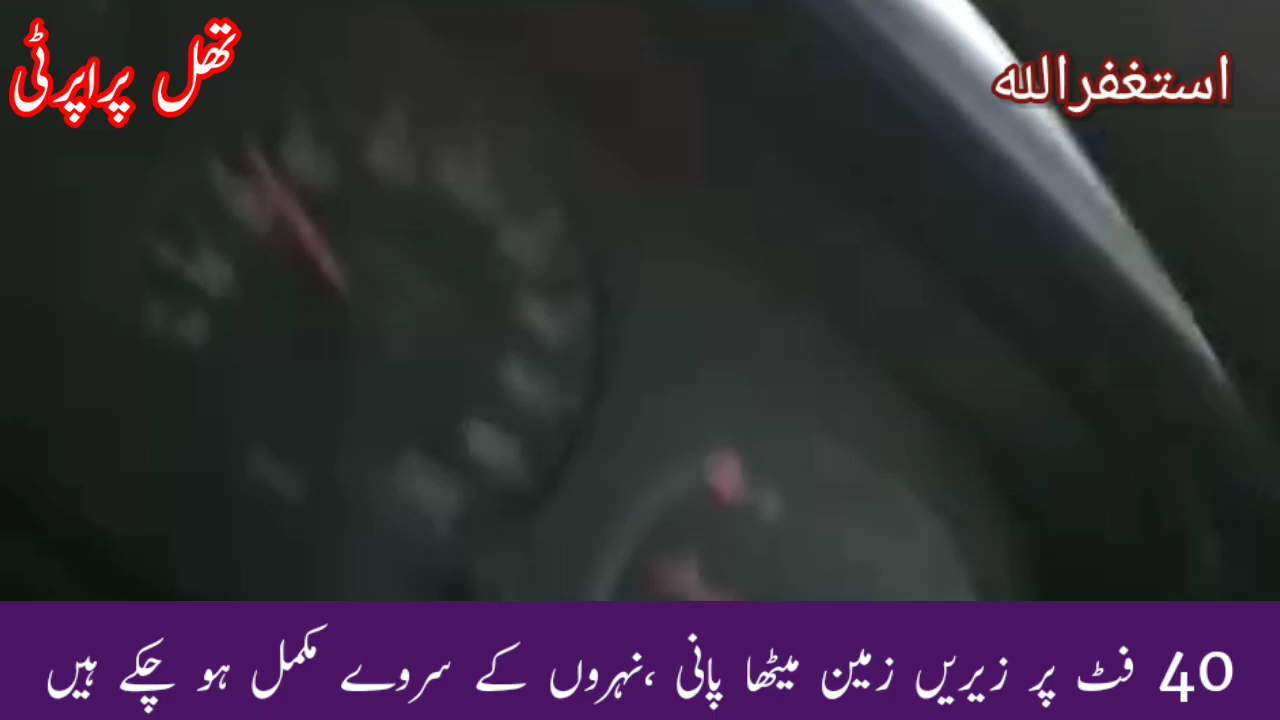 تھل پراپرٹی
استغفراللہ
40 فٹ پر زیریں زمین میٹھا پانی ،نہروں کے سروے مکمل ہو چکے ہیں